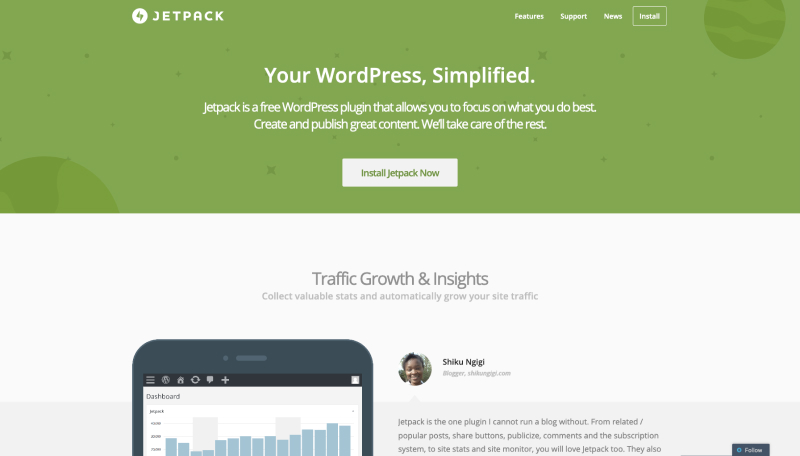 JETPACK
Features Support News Install
Your WordPress, Simplified.
Jetpack is a free WordPress plugin that allows you to focus on what you do best.
Create and publish great content. We'll take care of the rest.
Install Jetpack Now
Traffic Growth & Insights
Collect valuable stats and automatically grow your site traffic
Shiku Ngigi
Blogger, shikungigi.com
Dashboard
Jetpack
Jetpack is the one plugin I cannot run a blog without. From related /
popular posts, share buttons, publicize, comments and the subscription
system, to site stats and site monitor, you will love Jetpack too. They also
Follow